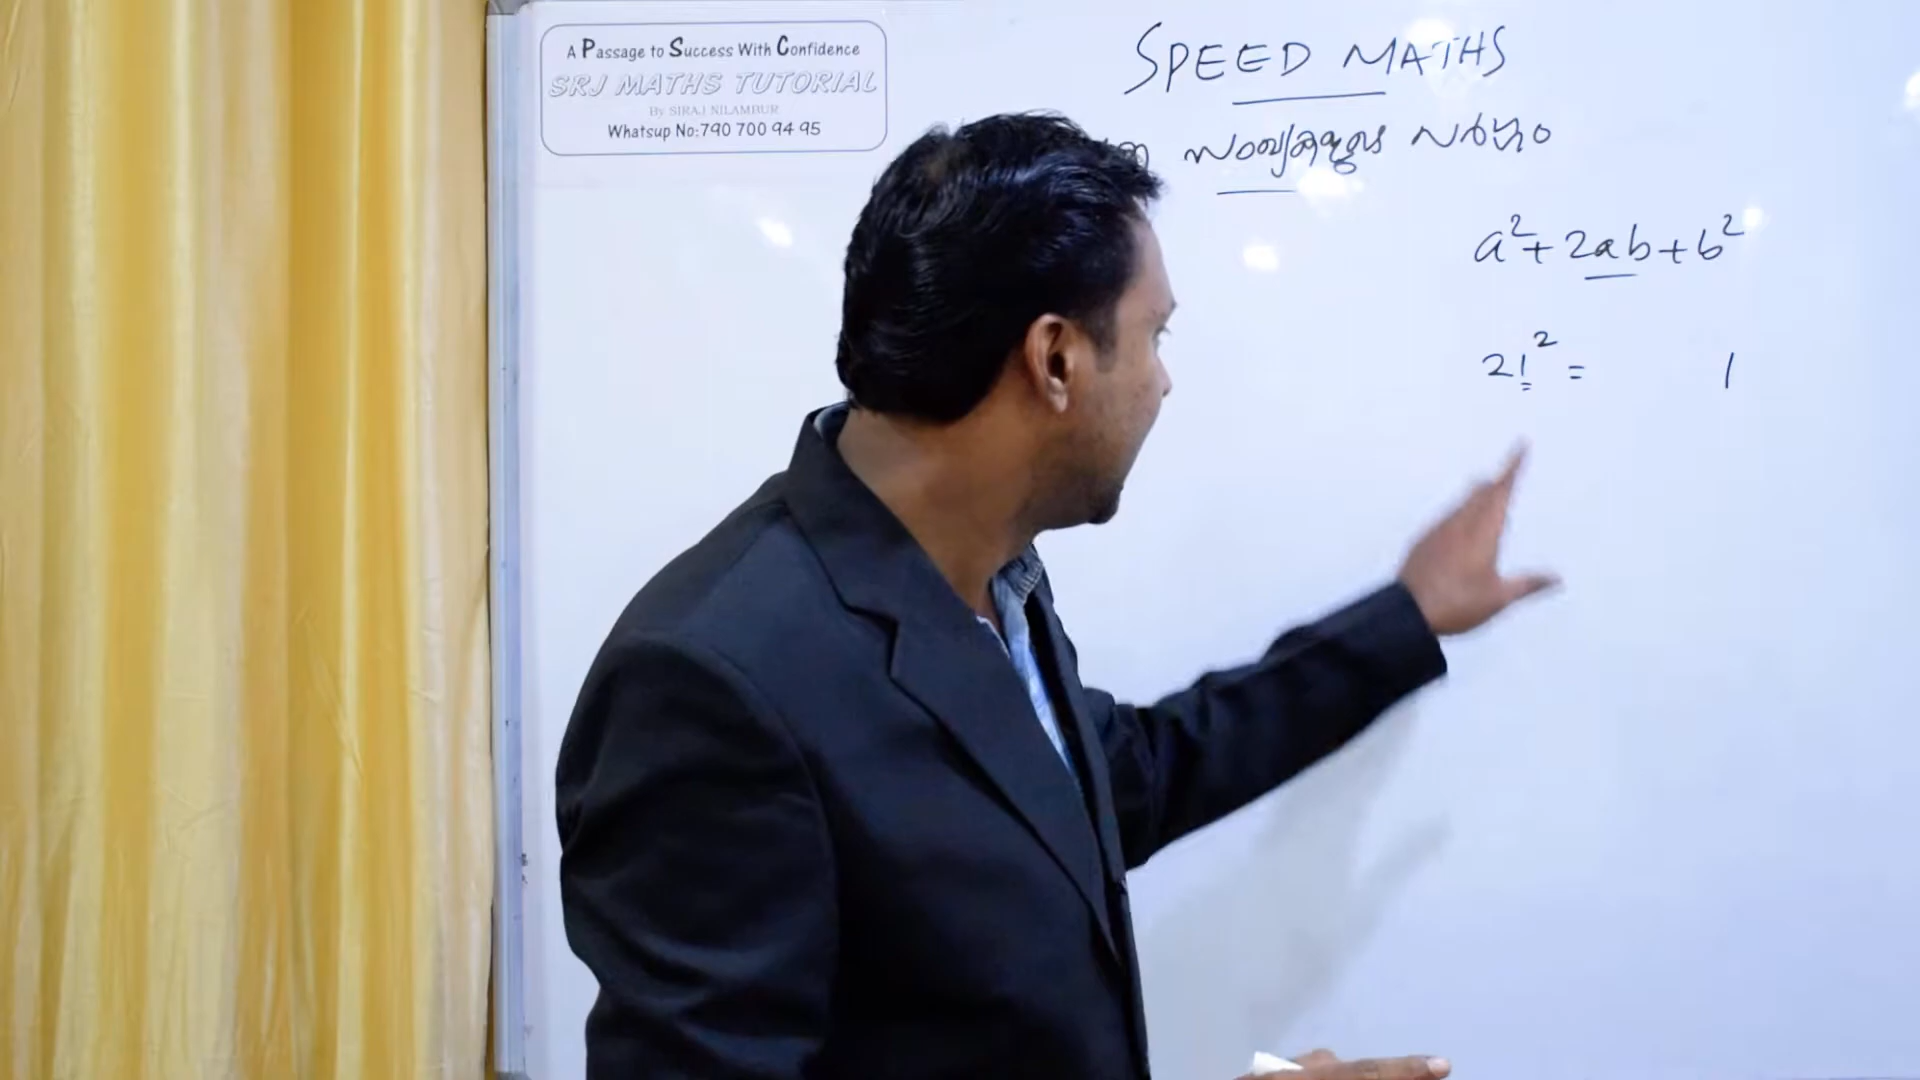 A Passage to Success With Confidence
SRJ MATHS TUTORIAL
By SIRAJ NILAMBUR
Whatsup No:790 700 94 95
SPEED MATHS
സംഖ്യകളുടെ വർഗ്ഗം
a²+2ab+b²
21² = 1